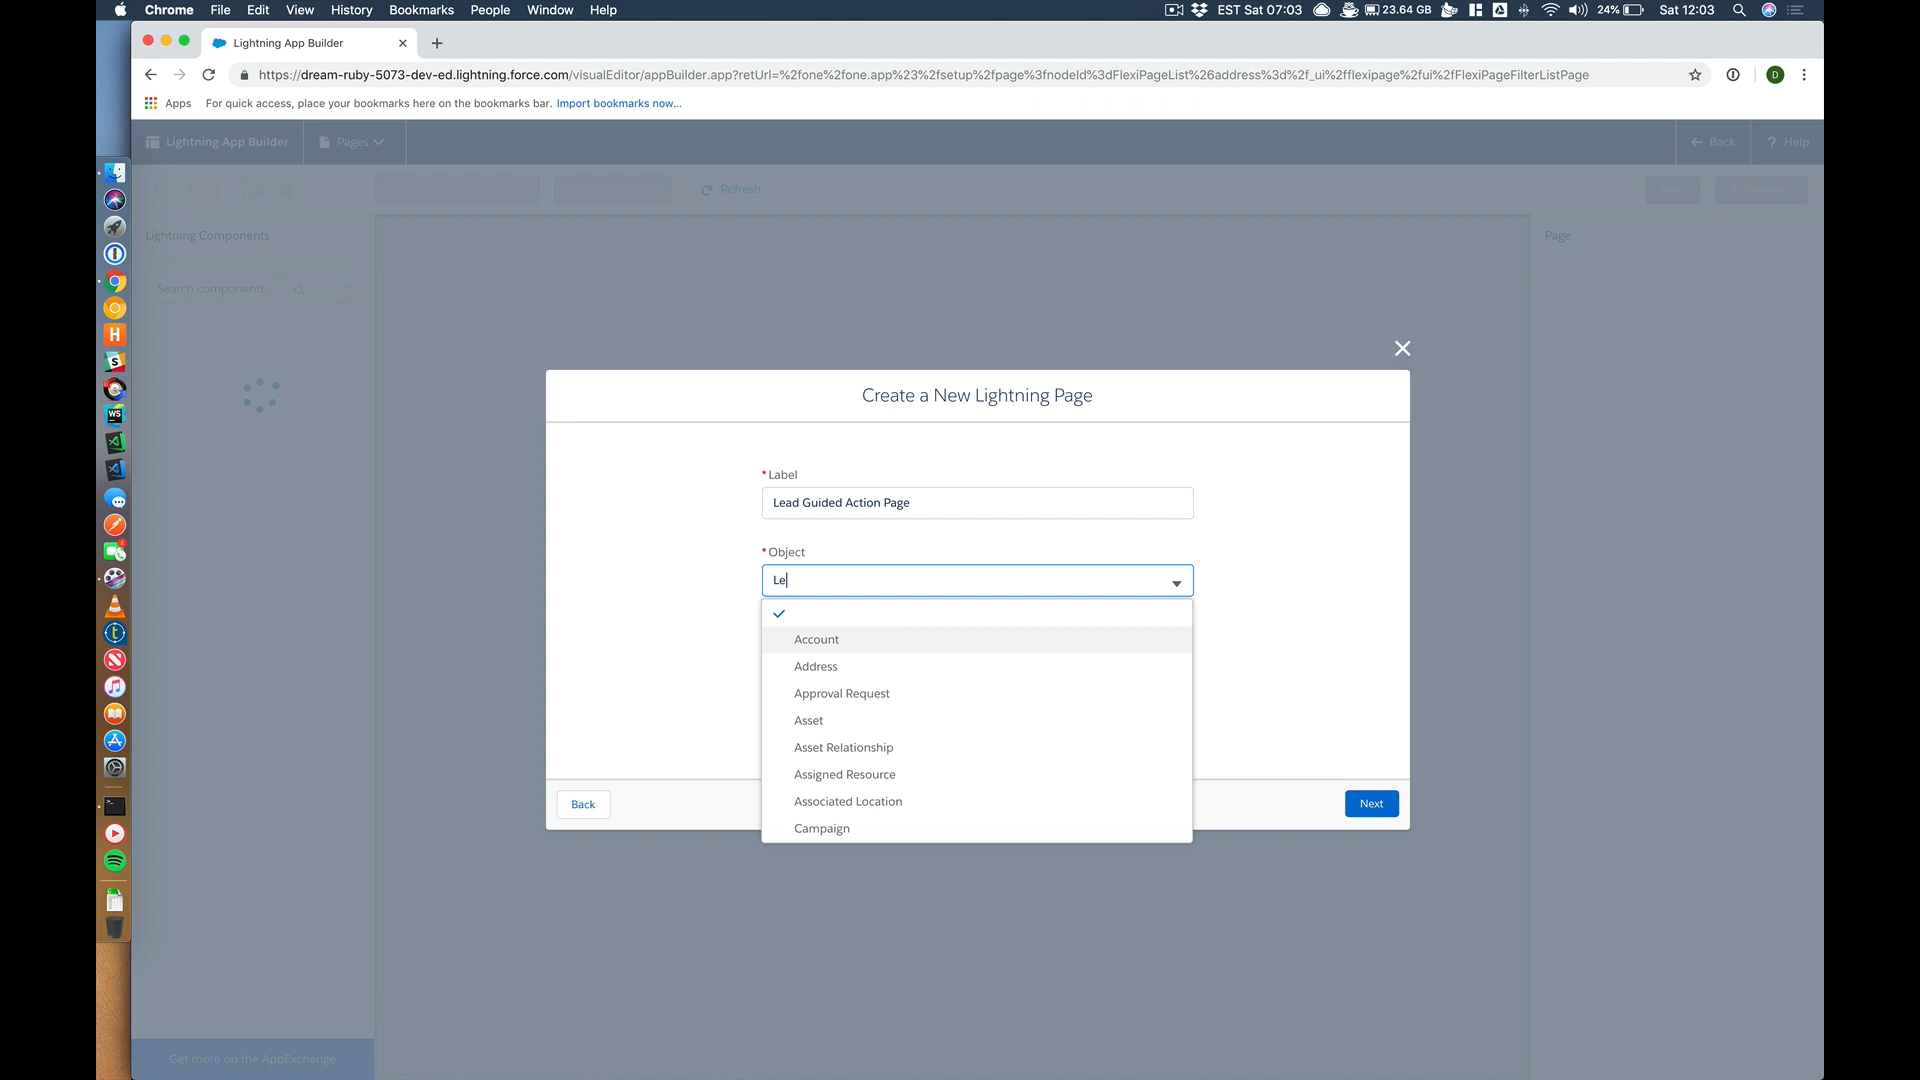 Chrome File Edit View History Bookmarks People Window Help
EST Sat 07:03 23.64 GB 24% Sat 12:03
Lightning App Builder
https://dream-ruby-5073-dev-ed.lightning.force.com/visualEditor/appBuilder.app?retUrl=%2fone%2fone.app%23%2fsetup%2fpage%3fnodeId%3dFlexiPageList%26address%3d%2f_ui%2fflexipage%2fui%2fFlexiPageFilterListPage
D
Apps For quick access, place your bookmarks here on the bookmarks bar. Import bookmarks now...
Lightning App Builder Pages Back ? Help
Refresh Save Activation...
Lightning Components Page
Search components...
Create a New Lightning Page
* Label
Lead Guided Action Page
* Object
Le
Account
Address
Approval Request
Asset
Asset Relationship
Assigned Resource
Associated Location
Campaign
Back Next
Get more on the AppExchange
H
S
WS
t